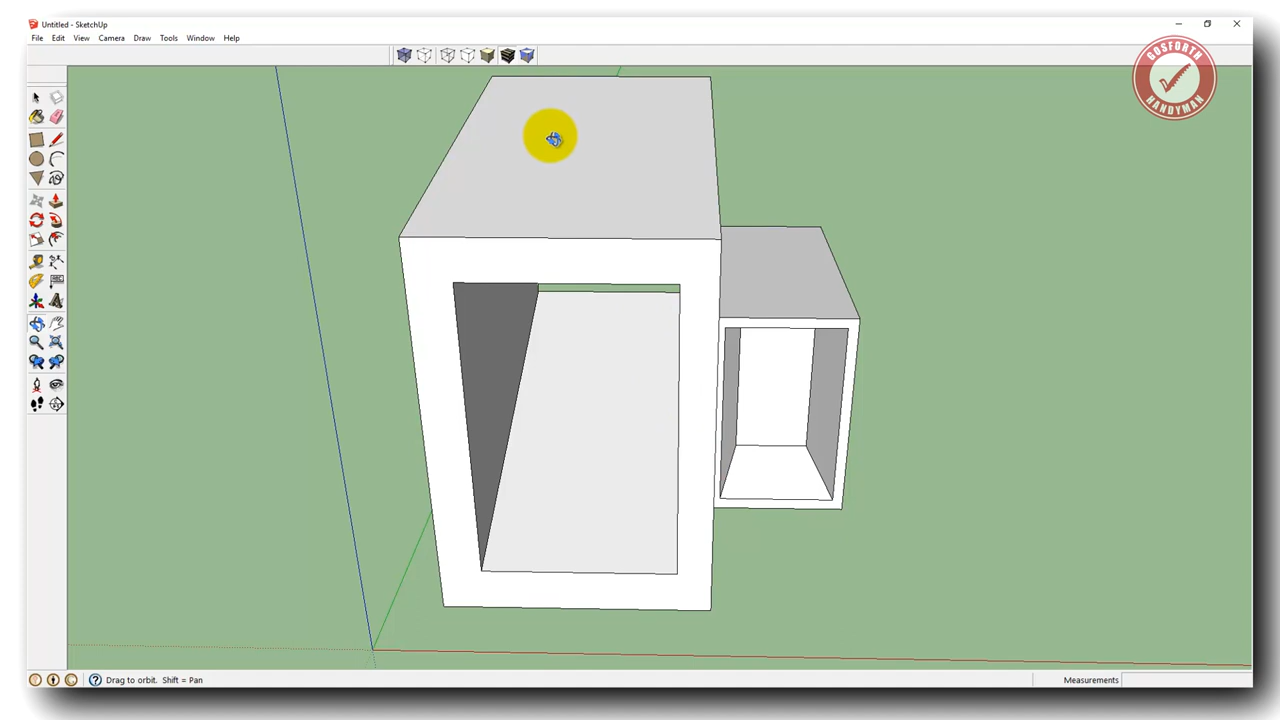 Untitled - SketchUp
File Edit View Camera Draw Tools Window Help
GOSFORTH
HANDYMAN
Drag to orbit. Shift = Pan
Measurements